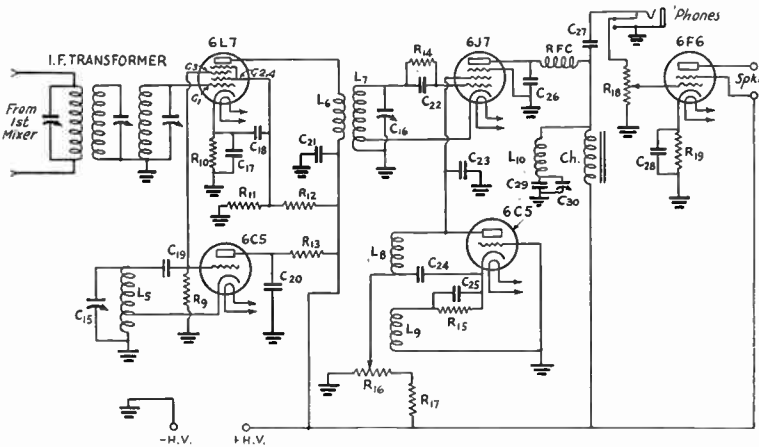 'Phones
C27
6L7
6J7
6F6
I.F. TRANSFORMER
R14
RFC
G3
G2,4
G1
L6
L7
C22
C26
R18
Spkr
From
1st
Mixer
C16
C18
C21
R10
C17
L10
Ch.
C28
R19
C23
C29
C30
R11
R12
6C5
6C5
C19
R13
L8
C24
L5
C20
C25
C15
R9
R15
L9
R16
R17
-H.V.
+H.V.